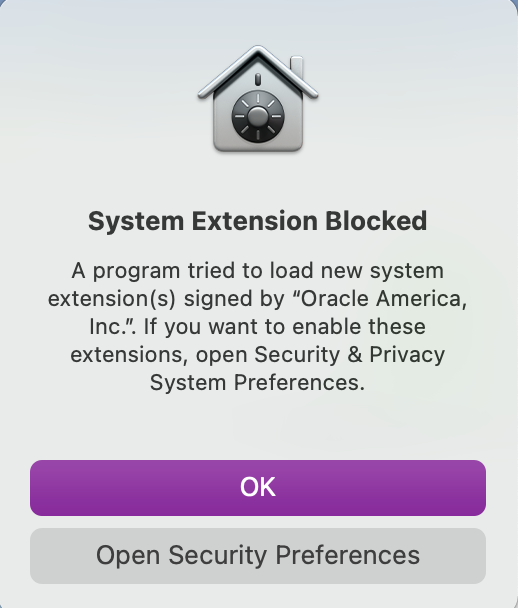 System Extension Blocked
A program tried to load new system
extension(s) signed by “Oracle America,
Inc.”. If you want to enable these
extensions, open Security & Privacy
System Preferences.
OK
Open Security Preferences